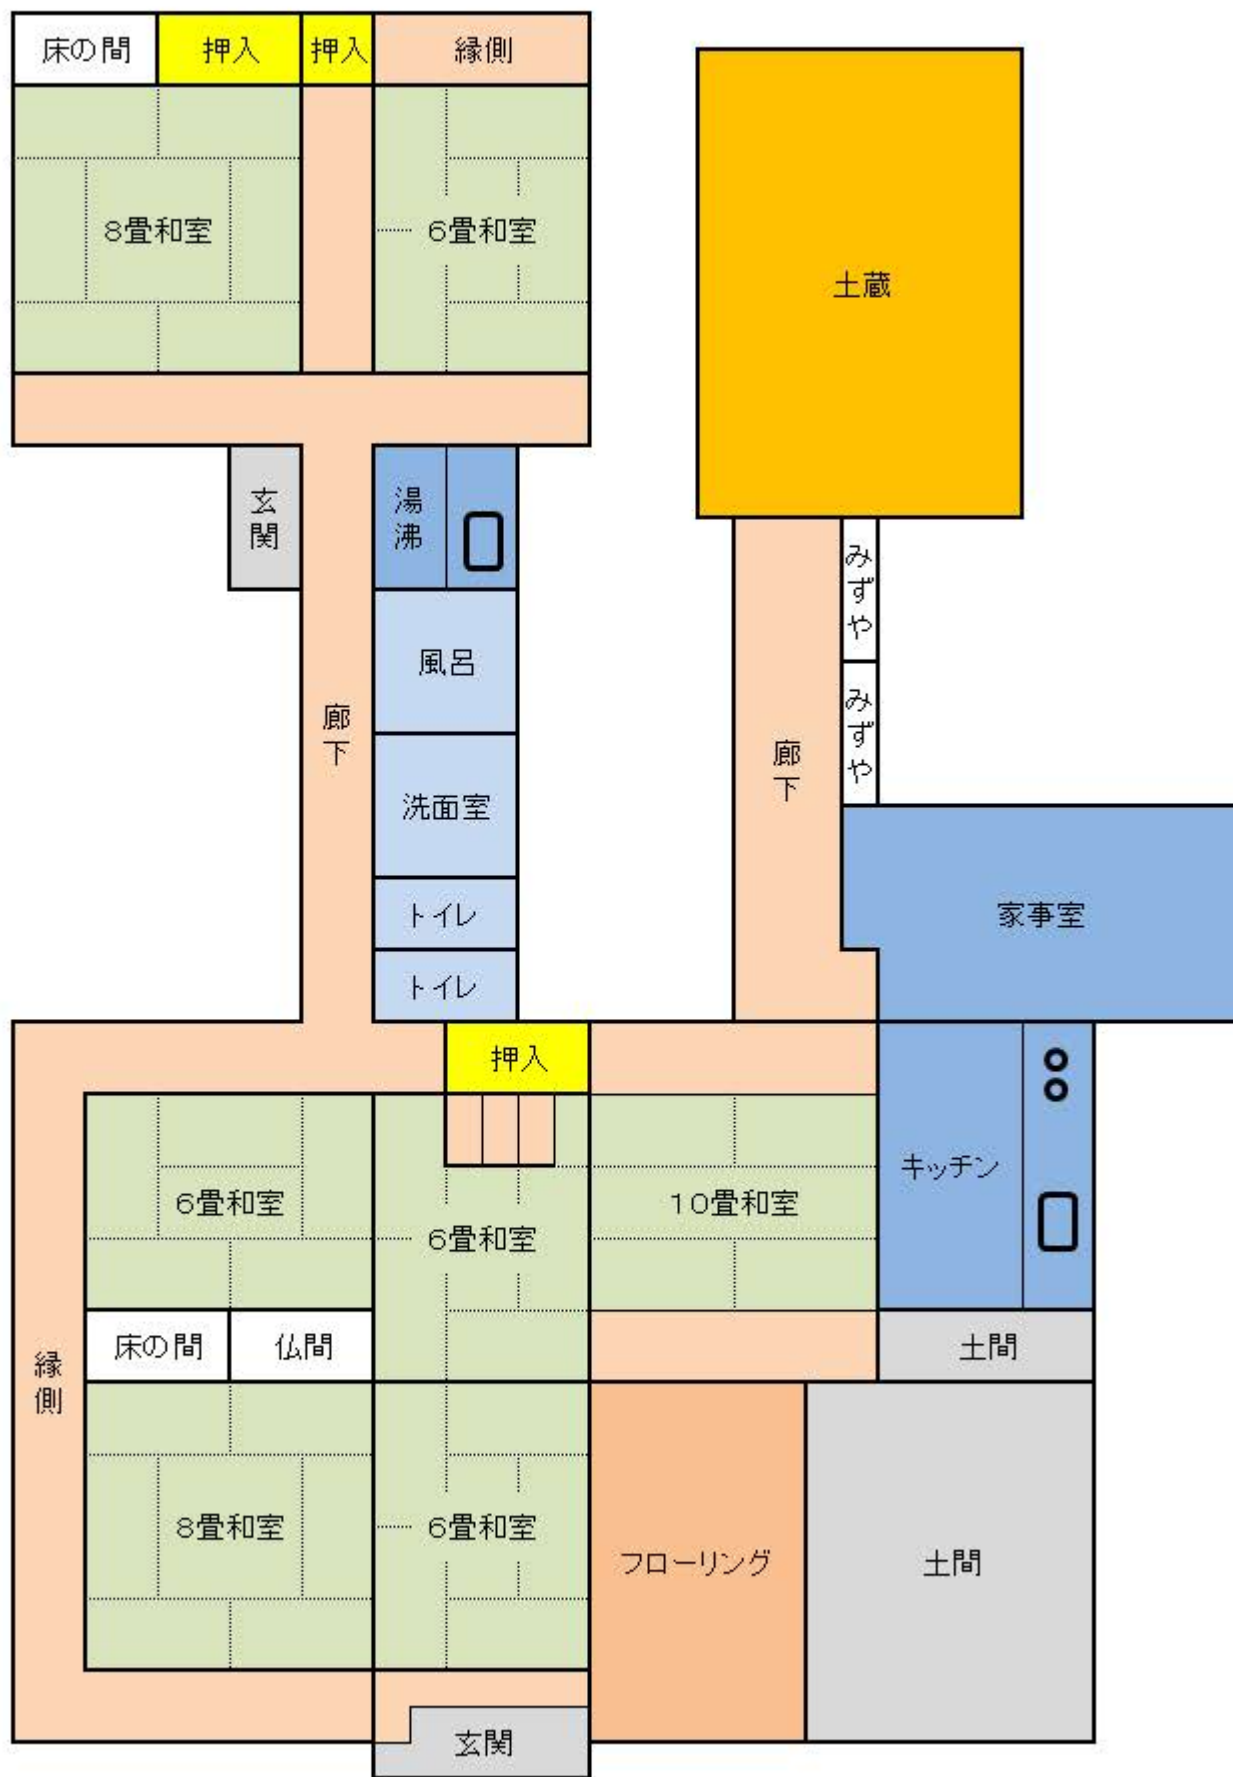 床の間
押入
押入
縁側
8畳和室
6畳和室
土蔵
玄関
湯沸
みずや
風呂
みずや
廊下
廊下
洗面室
トイレ
家事室
トイレ
押入
キッチン
6畳和室
6畳和室
10畳和室
床の間
仏間
土間
縁側
8畳和室
6畳和室
フローリング
土間
玄関